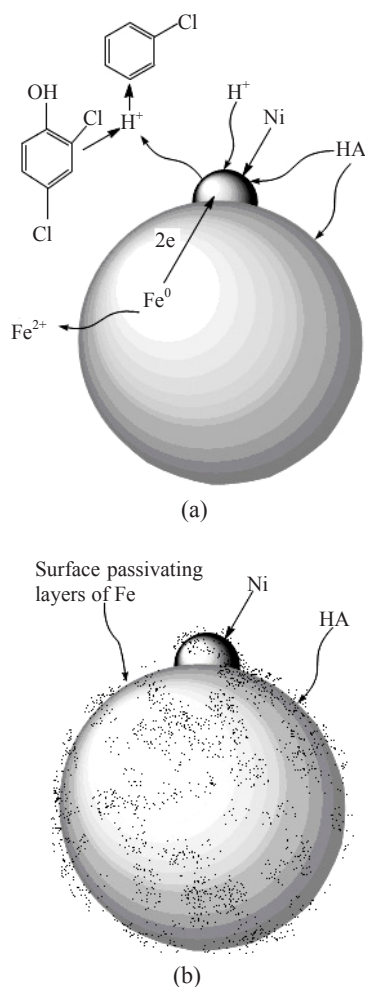 Cl
OH
Cl
H⁺
H⁺
Ni
HA
Cl
2e
Fe⁰
Fe²⁺
(a)
Surface passivating
layers of Fe
Ni
HA
(b)